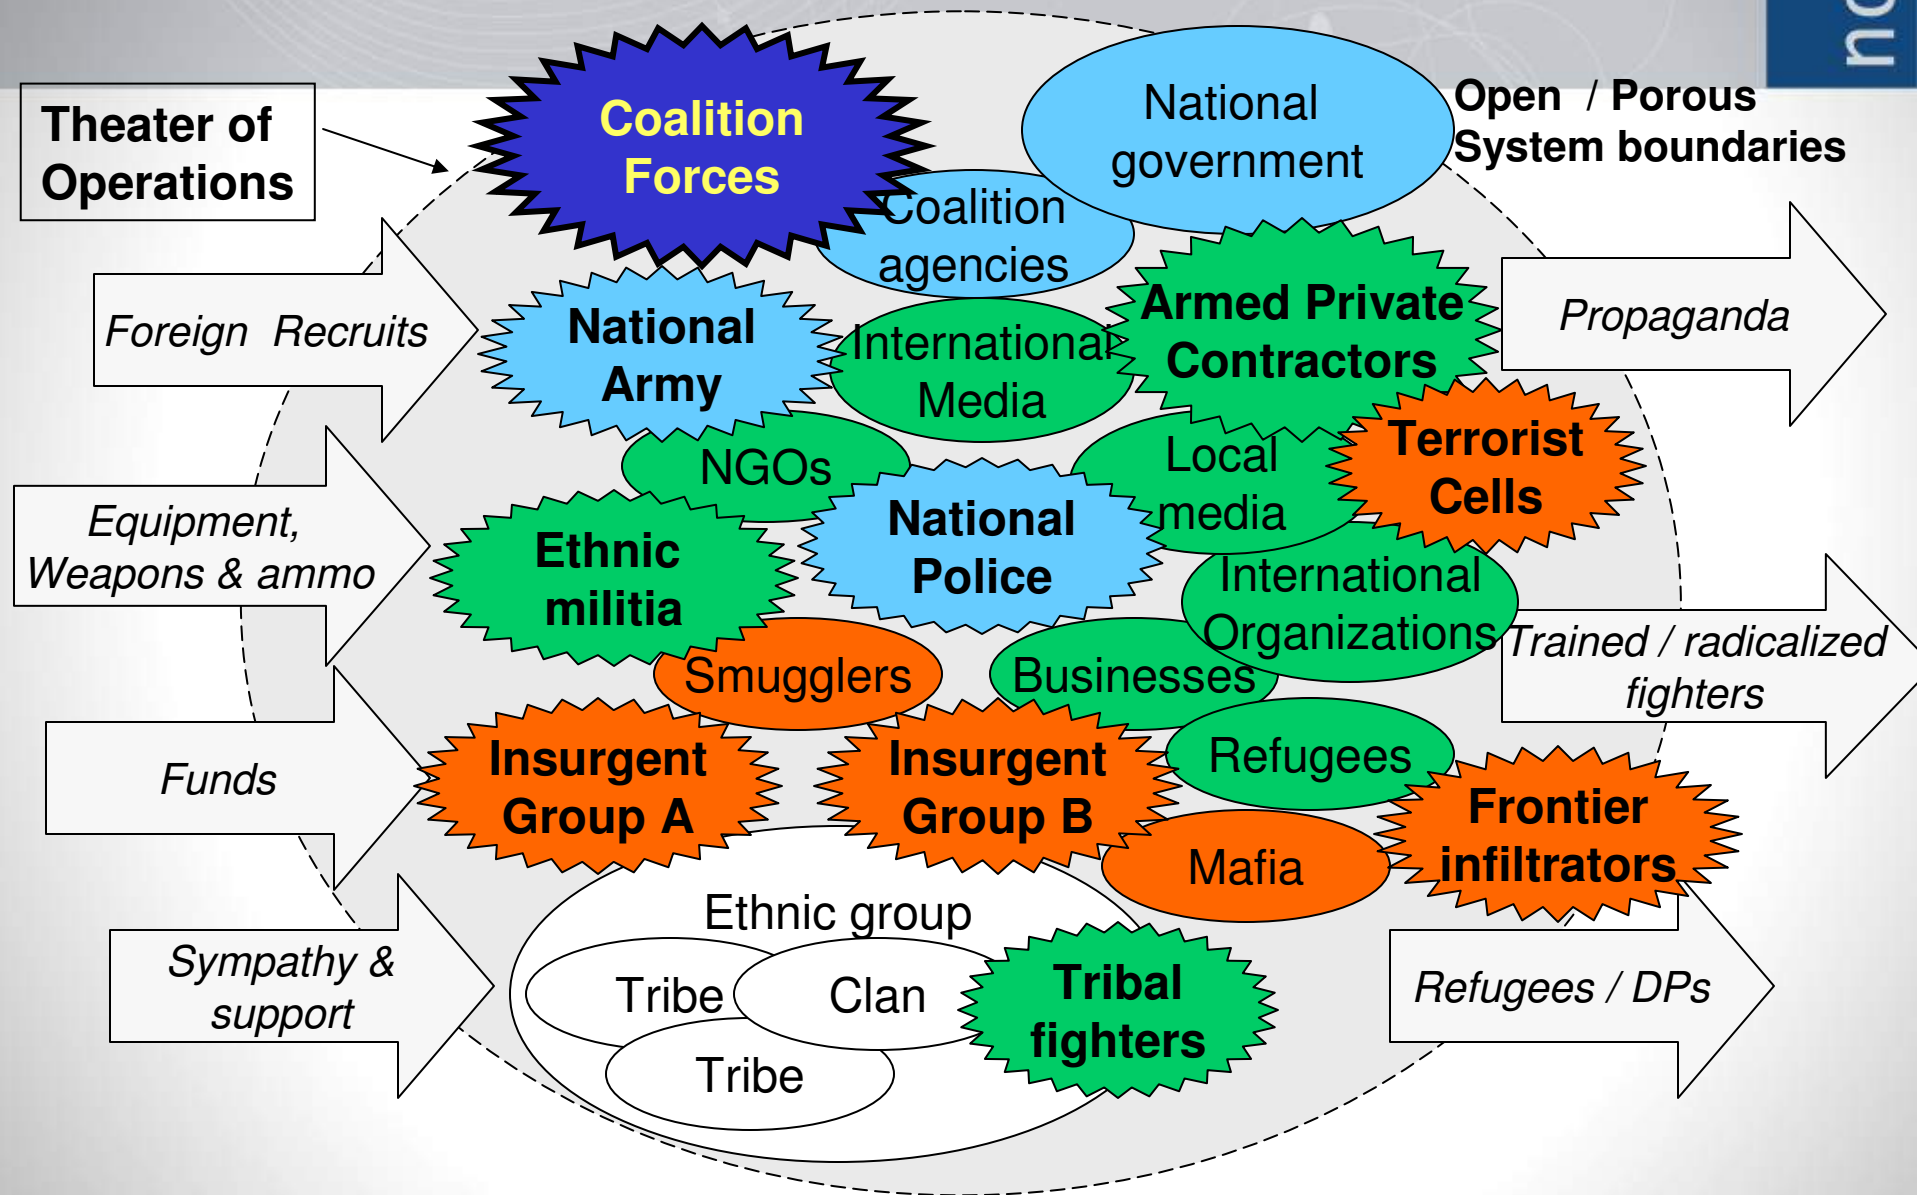 Theater of
Operations
Coalition
Forces
National
government
Open / Porous
System boundaries
Coalition
agencies
Foreign Recruits
National
Army
International
Media
Armed Private
Contractors
Propaganda
NGOs
Local
media
Terrorist
Cells
Equipment,
Weapons & ammo
Ethnic
militia
National
Police
International
Organizations
Trained / radicalized
fighters
Smugglers
Businesses
Funds
Insurgent
Group A
Insurgent
Group B
Refugees
Frontier
infiltrators
Mafia
Sympathy &
support
Ethnic group
Tribe
Clan
Tribe
Tribal
fighters
Refugees / DPs